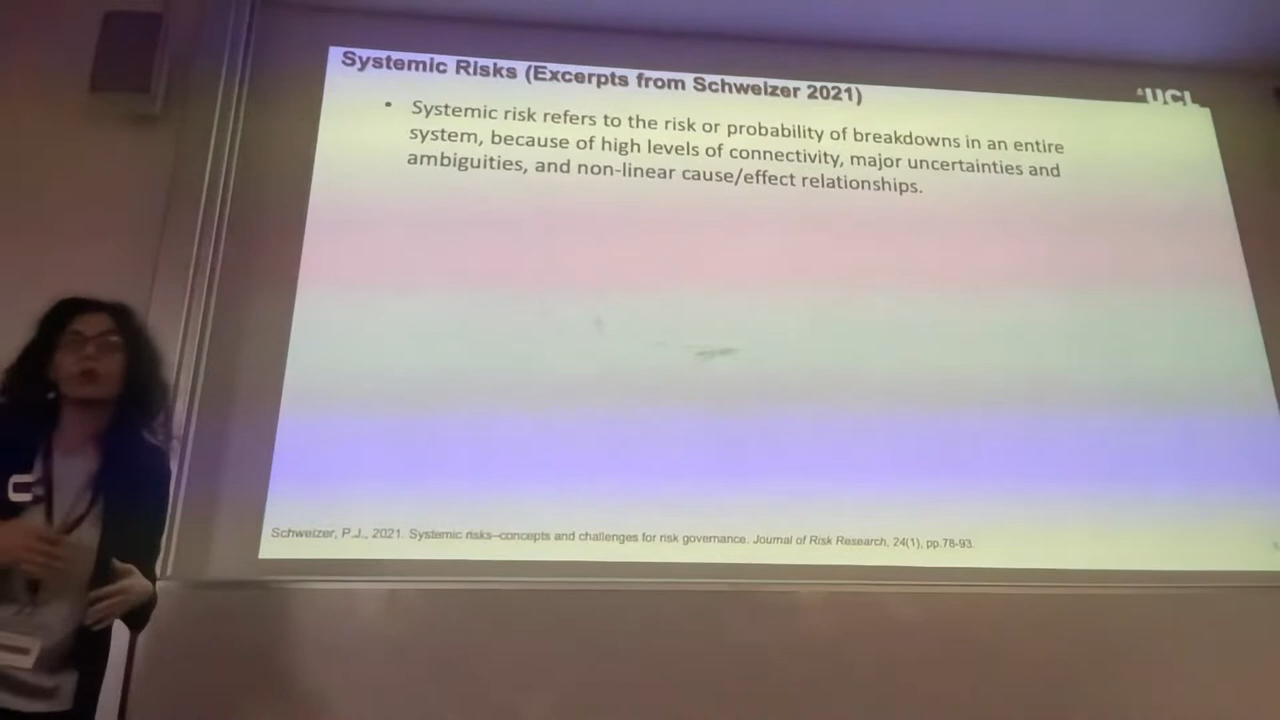 Systemic Risks (Excerpts from Schweizer 2021)
UCL
• Systemic risk refers to the risk or probability of breakdowns in an entire
system, because of high levels of connectivity, major uncertainties and
ambiguities, and non-linear cause/effect relationships.
Schweizer, P.J., 2021. Systemic risks–concepts and challenges for risk governance. Journal of Risk Research, 24(1), pp.78-93.